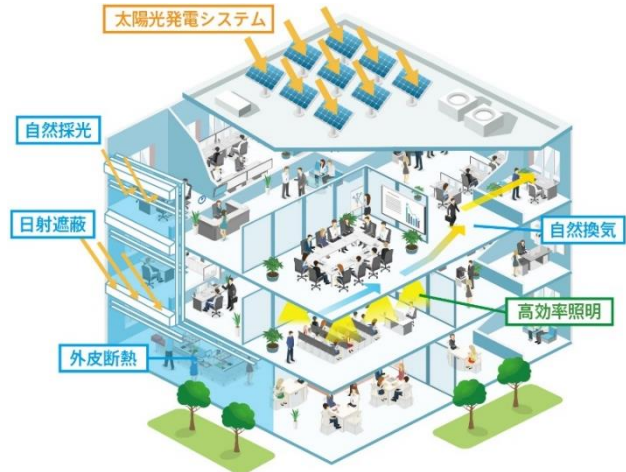 太陽光発電システム
自然採光
日射遮蔽
自然換気
高効率照明
外皮断熱